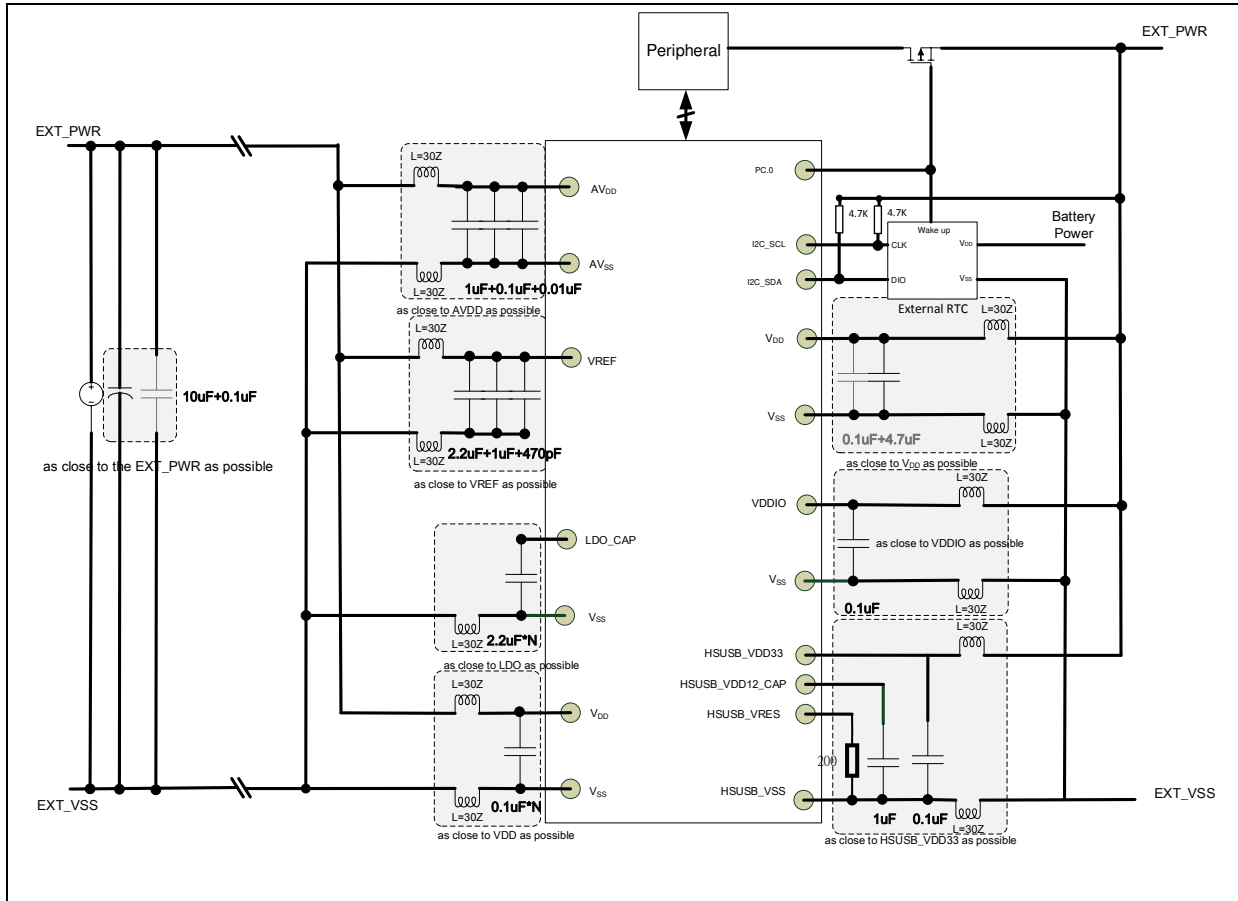 EXT_PWR
Peripheral
EXT_PWR
L=30Z
AVDD
AVSS
L=30Z
1uF+0.1uF+0.01uF
as close to AVDD as possible
L=30Z
VREF
L=30Z
2.2uF+1uF+470pF
as close to VREF as possible
10uF+0.1uF
as close to the EXT_PWR as possible
LDO_CAP
VSS
L=30Z
2.2uF*N
as close to LDO as possible
L=30Z
VDD
VSS
L=30Z
0.1uF*N
as close to VDD as possible
EXT_VSS
PC.0
4.7K
4.7K
Wake up
Battery
Power
I2C_SCL
CLK
VDD
I2C_SDA
DIO
VSS
External RTC
L=30Z
VDD
VSS
L=30Z
0.1uF+4.7uF
as close to VDD as possible
L=30Z
VDDIO
as close to VDDIO as possible
VSS
0.1uF
L=30Z
L=30Z
HSUSB_VDD33
HSUSB_VDD12_CAP
HSUSB_VRES
200
HSUSB_VSS
1uF
0.1uF
L=30Z
as close to HSUSB_VDD33 as possible
EXT_VSS